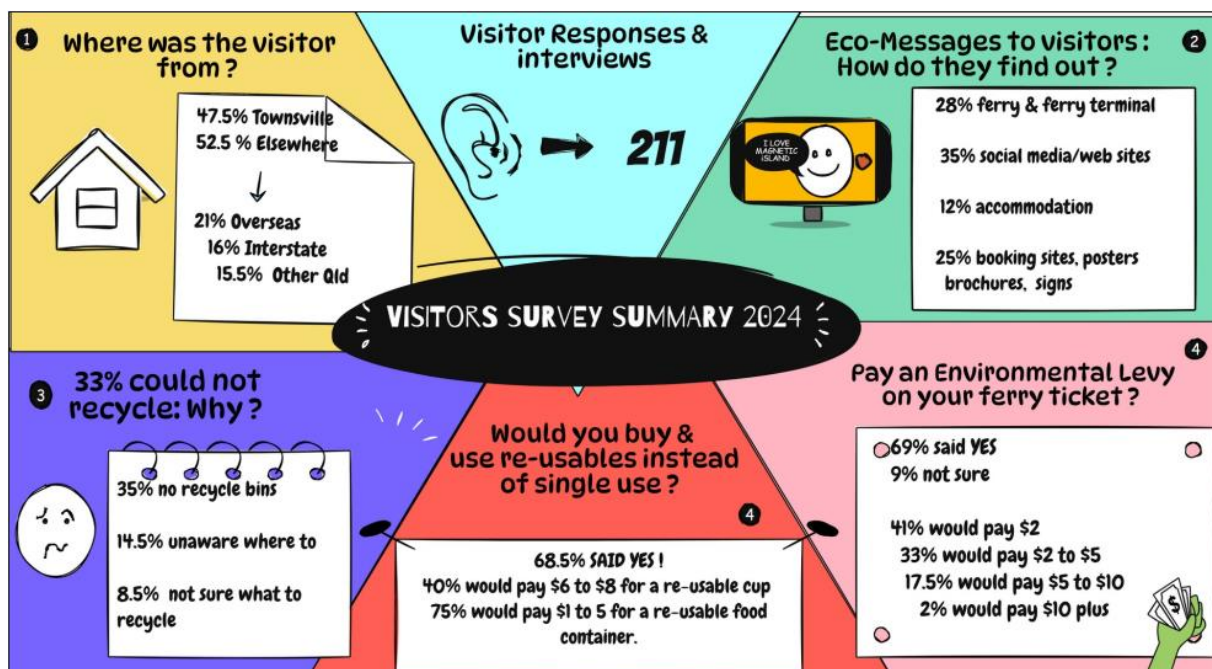 1
Where was the visitor
from ?
47.5% Townsville
52.5 % Elsewhere
21% Overseas
16% Interstate
15.5% Other Qld
Visitor Responses &
interviews
211
Eco-Messages to visitors :
How do they find out ?
2
I LOVE
MAGNETIC
ISLAND
28% ferry & ferry terminal
35% social media/web sites
12% accommodation
25% booking sites, posters
brochures, signs
VISITORS SURVEY SUMMARY 2024
3
33% could not
recycle: Why ?
35% no recycle bins
14.5% unaware where to
8.5% not sure what to
recycle
Would you buy &
use re-usables instead
of single use ?
4
68.5% SAID YES !
40% would pay $6 to $8 for a re-usable cup
75% would pay $1 to 5 for a re-usable food
container.
4
Pay an Environmental Levy
on your ferry ticket ?
69% said YES
9% not sure
41% would pay $2
33% would pay $2 to $5
17.5% would pay $5 to $10
2% would pay $10 plus
$